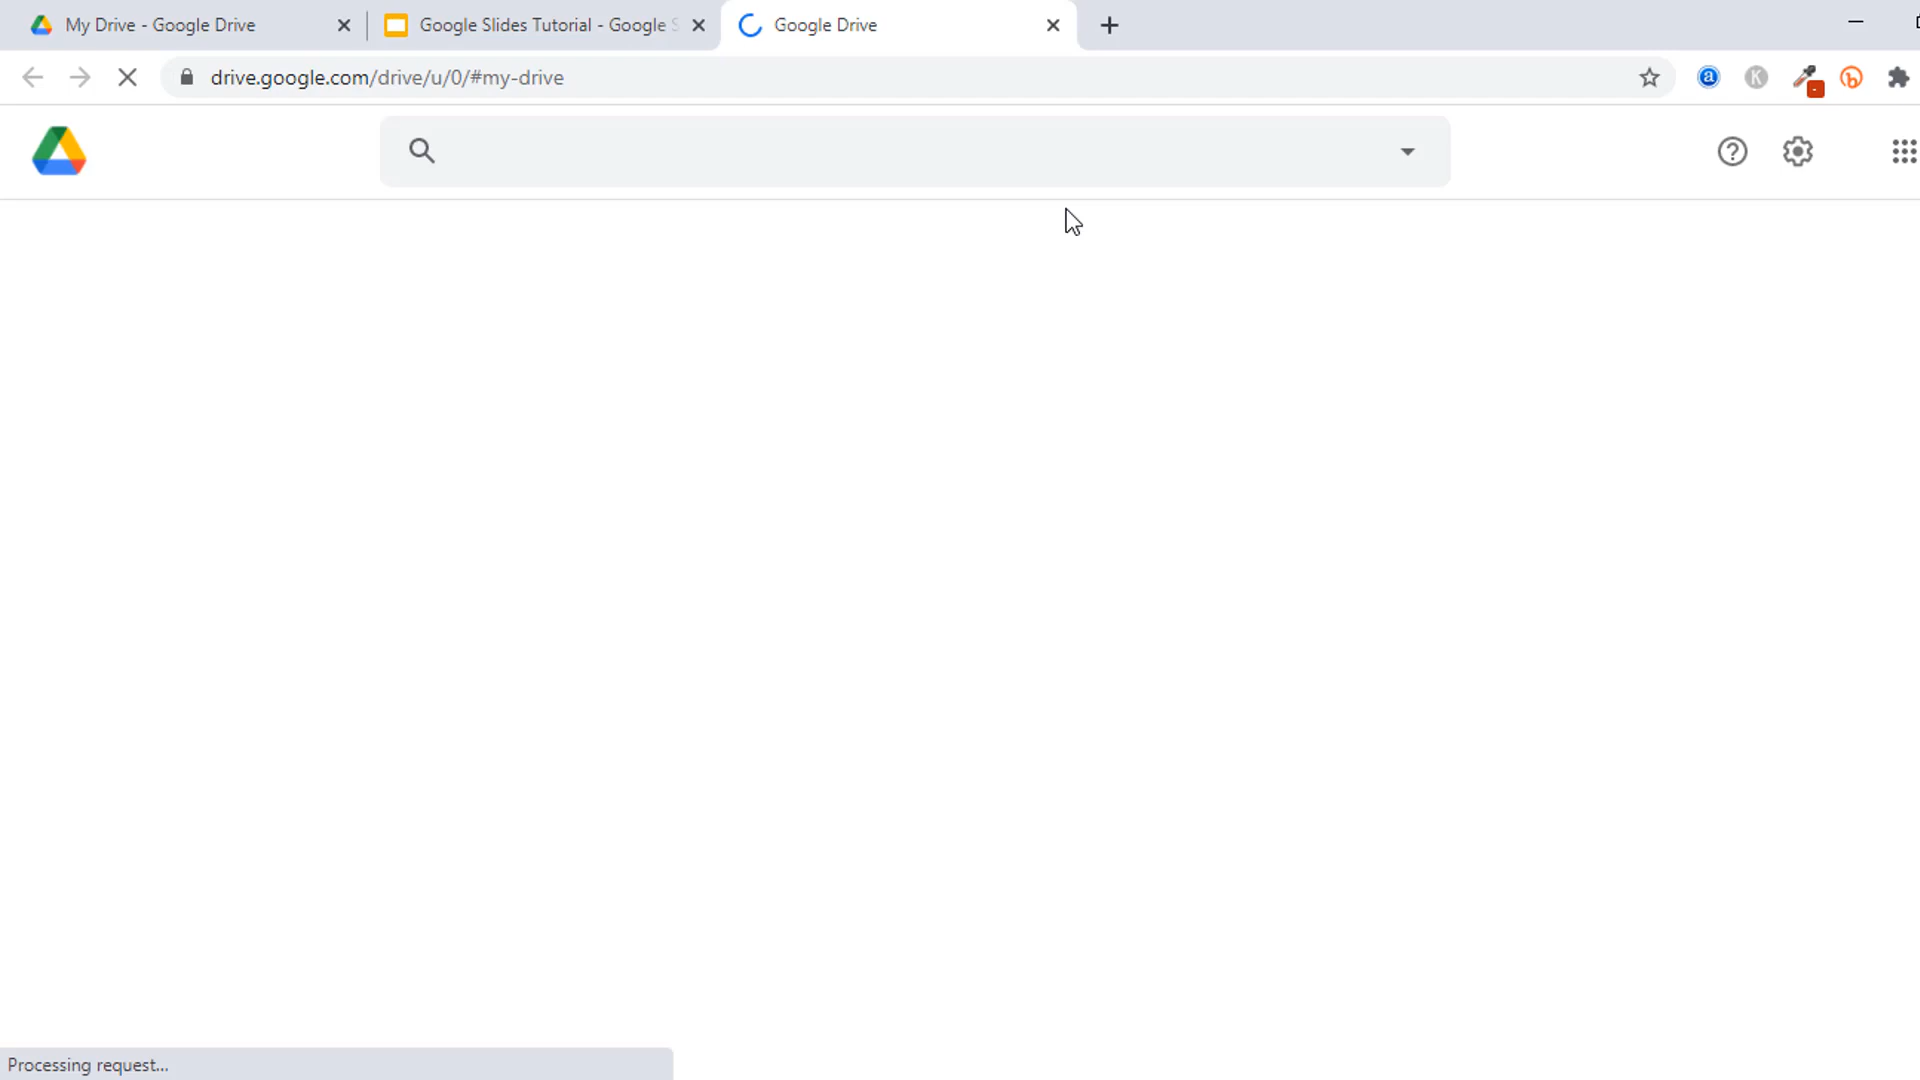 My Drive - Google Drive
Google Slides Tutorial - Google S
Google Drive
drive.google.com/drive/u/0/#my-drive
Processing request...